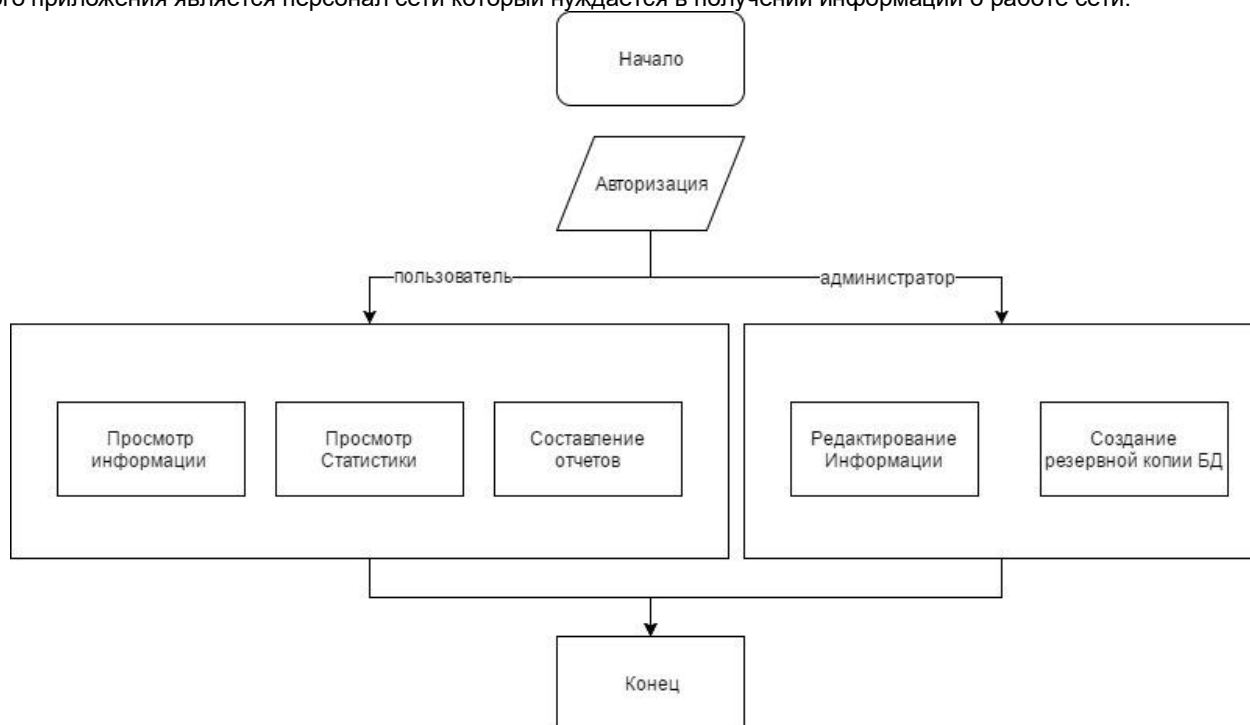 ого приложения является персонал сети который нуждается в получении информации о работе сети.
Начало
Авторизация
пользователь
администратор
Просмотр
информации
Просмотр
Статистики
Составление
отчетов
Редактирование
Информации
Создание
резервной копии БД
Конец